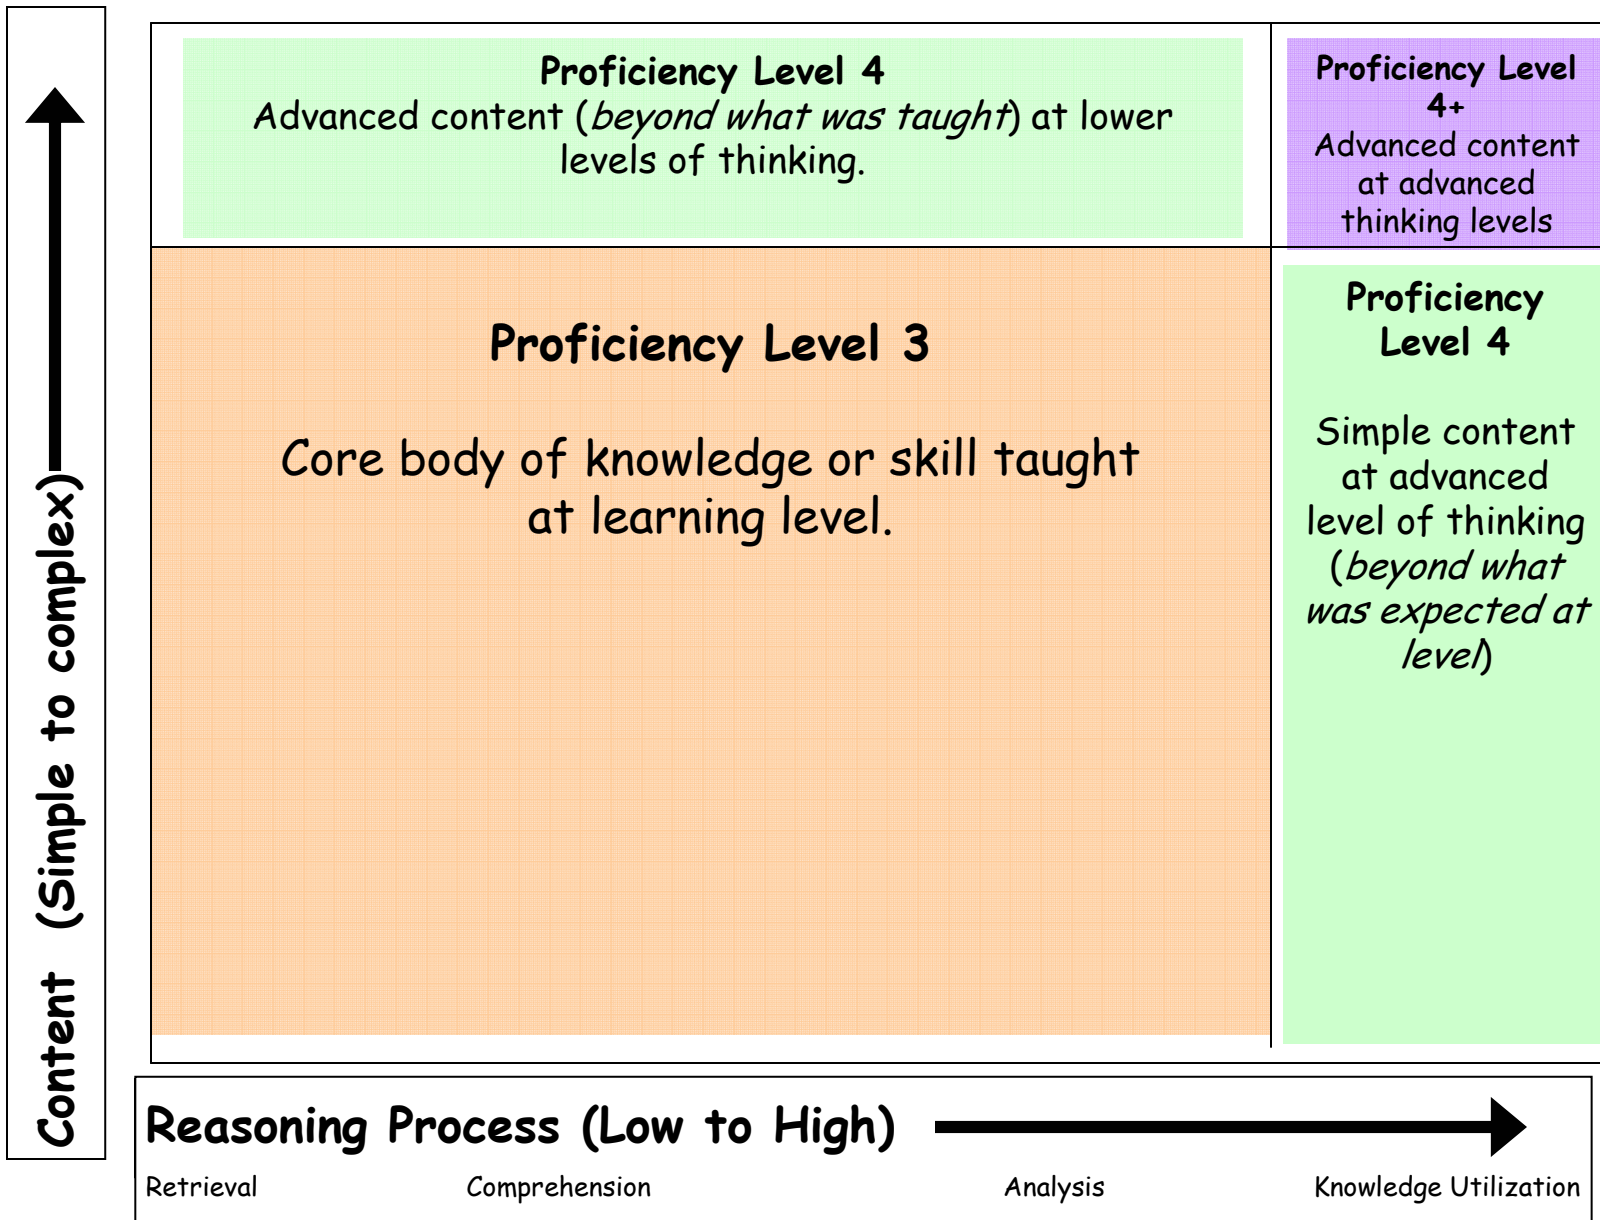 Proficiency Level 4
Advanced content (beyond what was taught) at lower
levels of thinking.
Proficiency Level
4+
Advanced content
at advanced
thinking levels
Proficiency Level 3
Core body of knowledge or skill taught
at learning level.
Proficiency
Level 4
Simple content
at advanced
level of thinking
(beyond what
was expected at
level)
Content (Simple to complex)
Reasoning Process (Low to High)
Retrieval Comprehension Analysis Knowledge Utilization